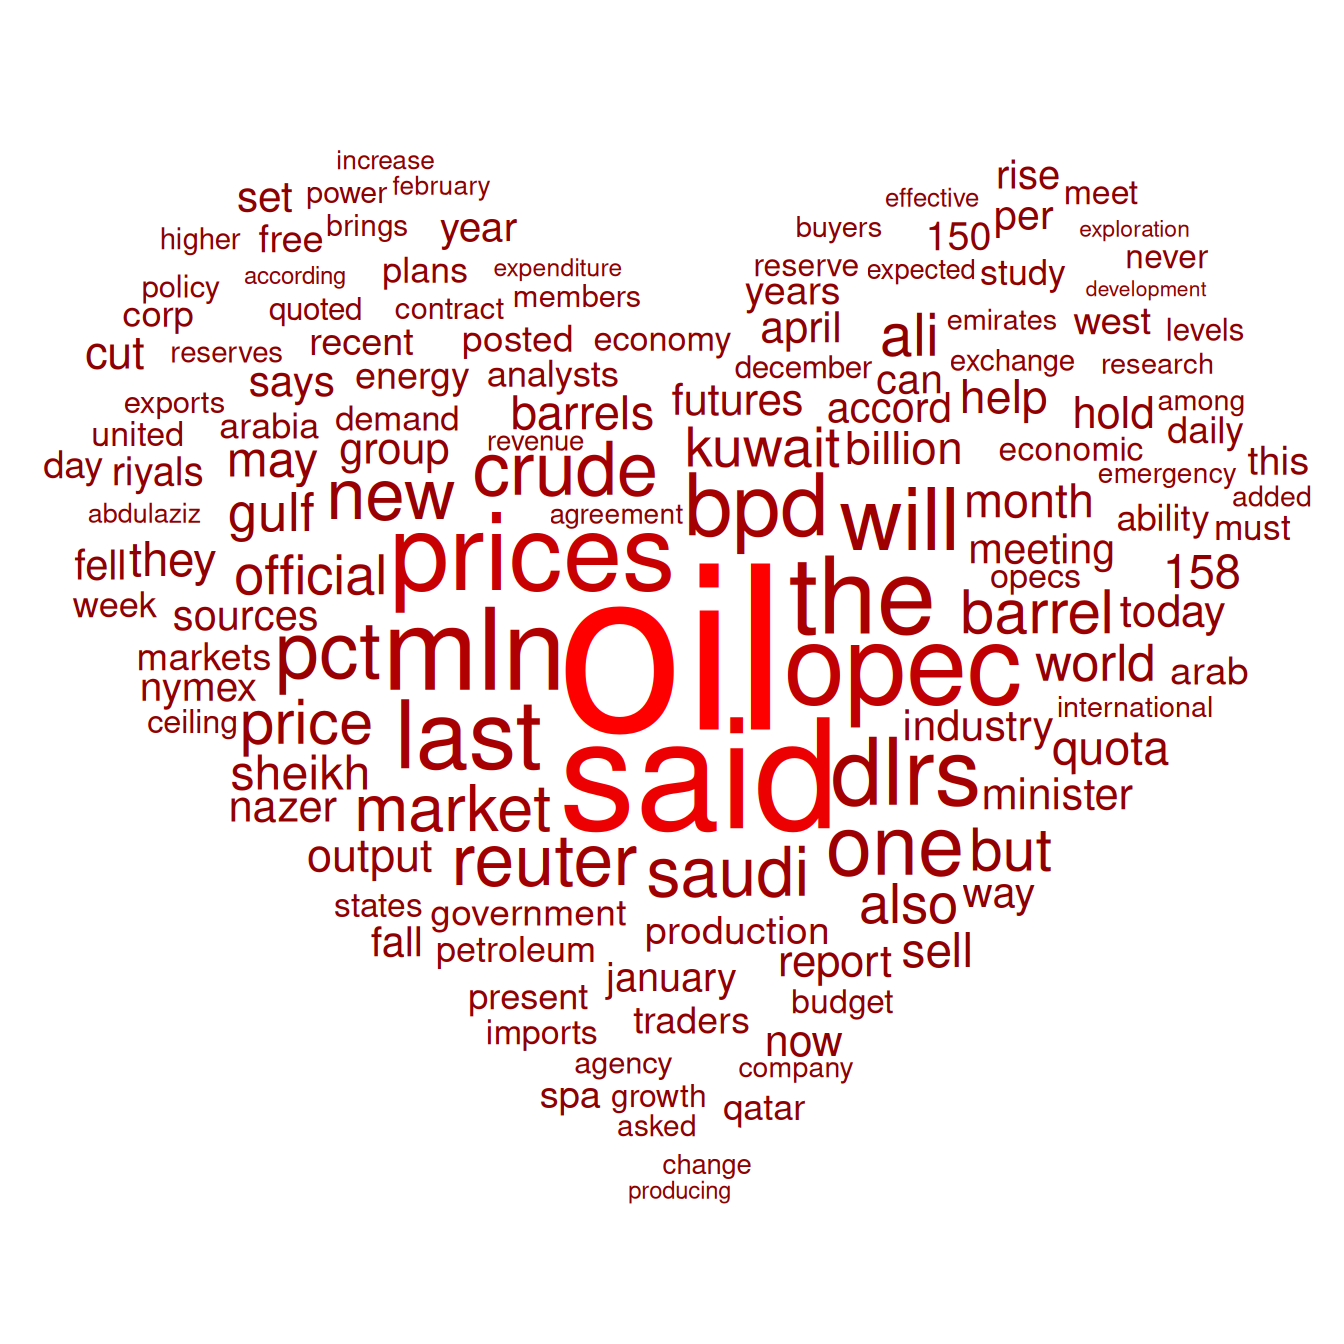 increase
set power february
rise meet
effective
higher free brings year
buyers 150 per exploration
policy according plans expenditure
reserve expected study never
corp quoted contract members
years development
cut reserves recent posted economy
april ali emirates west levels
says energy analysts
december can exchange research
exports arabia demand barrels futures accord help hold among
united group revenue kuwait billion economic daily
day riyals may new crude bpd will month emergency this
abdulaziz gulf agreement ability added
must
fell they official prices the meeting
opecs 158
week sources pct mln oil opec barrel today
markets world arab
nymex
ceiling price last industry international
sheikh said dlrs quota
nazer market minister
output reuter saudi one but
states government also way
fall petroleum production report sell
present january budget
imports traders now
agency company
spa growth qatar
asked
change
producing